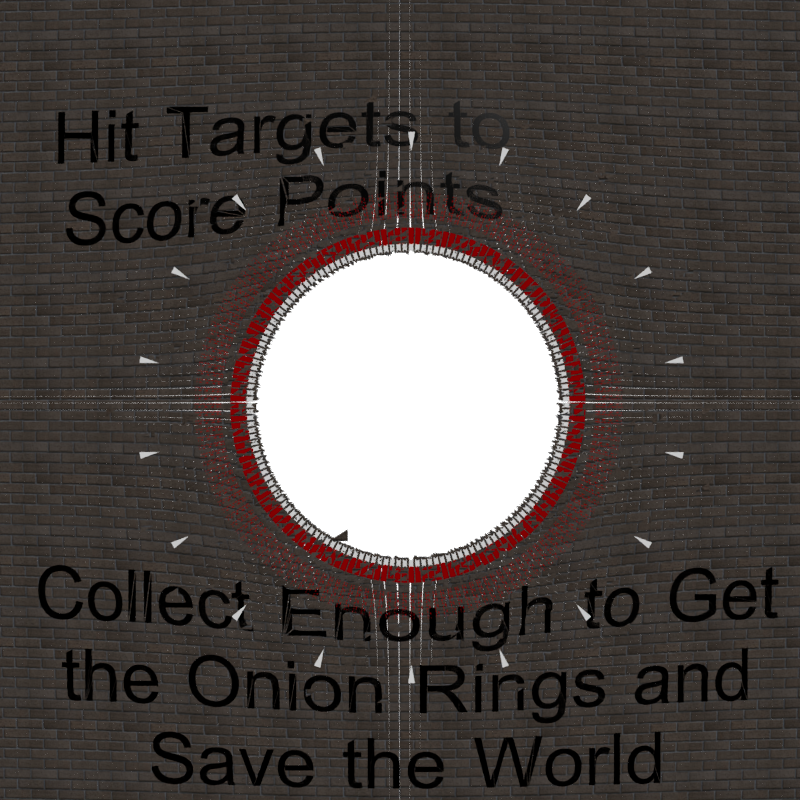 Hit Targets to
Score Points
Collect Enough to Get
the Onion Rings and
Save the World